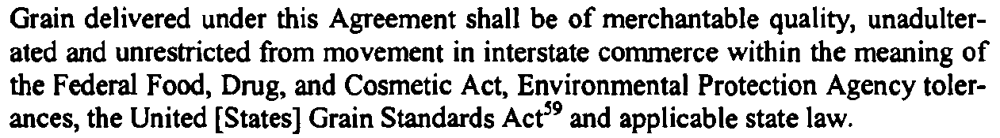 Grain delivered under this Agreement shall be of merchantable quality, unadulter-
ated and unrestricted from movement in interstate commerce within the meaning of
the Federal Food, Drug, and Cosmetic Act, Environmental Protection Agency toler-
ances, the United [States] Grain Standards Act⁵⁹ and applicable state law.